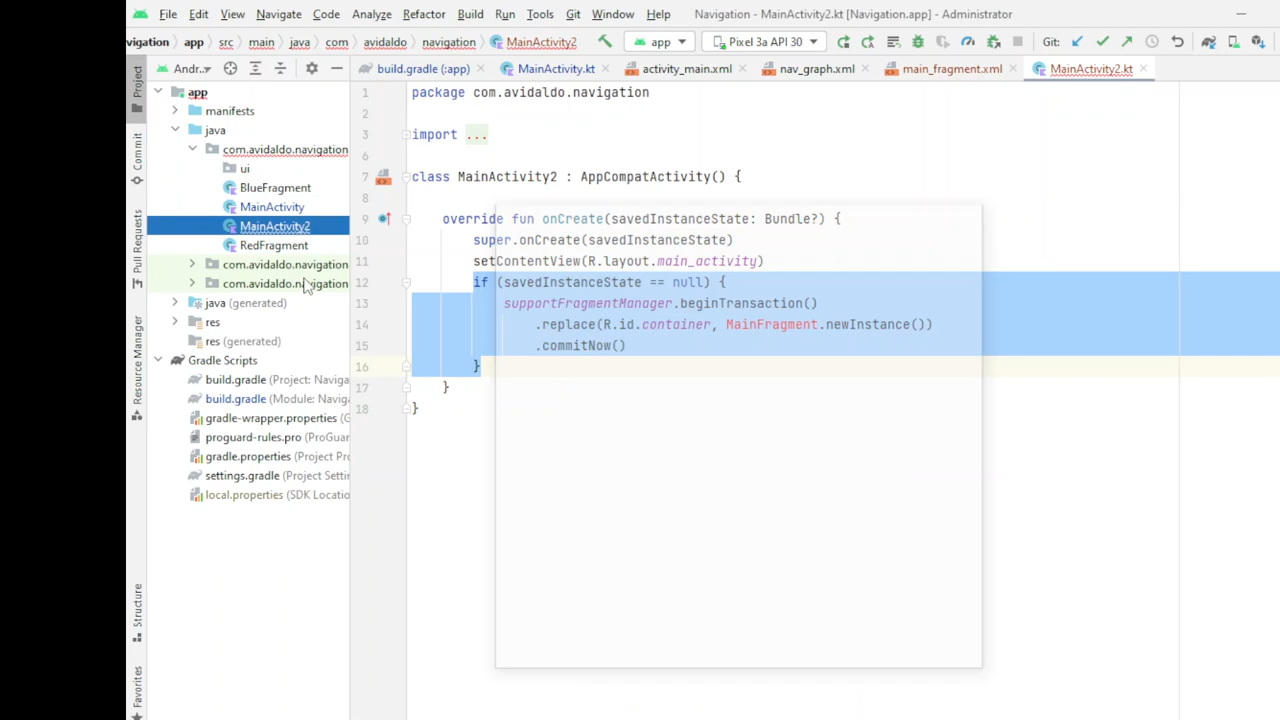 File Edit View Navigate Code Analyze Refactor Build Run Tools Git Window Help Navigation - MainActivity2.kt [Navigation.app] - Administrator
vigation app src main java com avidaldo navigation MainActivity2 app Pixel 3a API 30 Git:
Project
Andr... build.gradle (:app) MainActivity.kt activity_main.xml nav_graph.xml main_fragment.xml MainActivity2.kt
Commit
Pull Requests
Resource Manager
Structure
Favorites
app
manifests
java
com.avidaldo.navigation
ui
BlueFragment
MainActivity
MainActivity2
RedFragment
com.avidaldo.navigation
com.avidaldo.navigation
java (generated)
res
res (generated)
Gradle Scripts
build.gradle (Project: Naviga
build.gradle (Module: Naviga
gradle-wrapper.properties (G
proguard-rules.pro (ProGuar
gradle.properties (Project Pr
settings.gradle (Project Setti
local.properties (SDK Locatio
1 package com.avidaldo.navigation
2
3 import ...
6
7 class MainActivity2 : AppCompatActivity() {
8
9 override fun onCreate(savedInstanceState: Bundle?) {
10 super.onCreate(savedInstanceState)
11 setContentView(R.layout.main_activity)
12 if (savedInstanceState == null) {
13 supportFragmentManager.beginTransaction()
14 .replace(R.id.container, MainFragment.newInstance())
15 .commitNow()
16 }
17 }
18 }